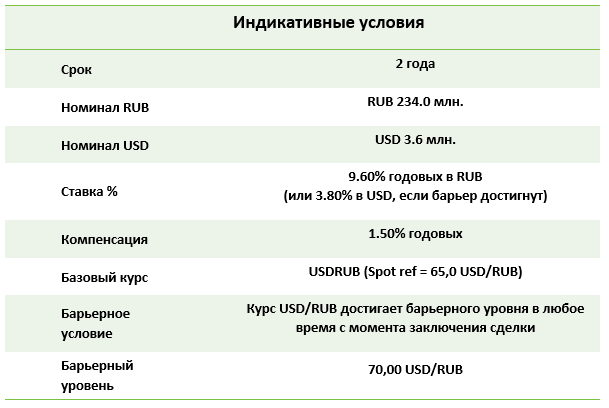 Индикативные условия
Срок
2 года
Номинал RUB
RUB 234.0 млн.
Номинал USD
USD 3.6 млн.
Ставка %
9.60% годовых в RUB
(или 3.80% в USD, если барьер достигнут)
Компенсация
1.50% годовых
Базовый курс
USDRUB (Spot ref = 65,0 USD/RUB)
Барьерное
условие
Курс USD/RUB достигает барьерного уровня в любое
время с момента заключения сделки
Барьерный
уровень
70,00 USD/RUB